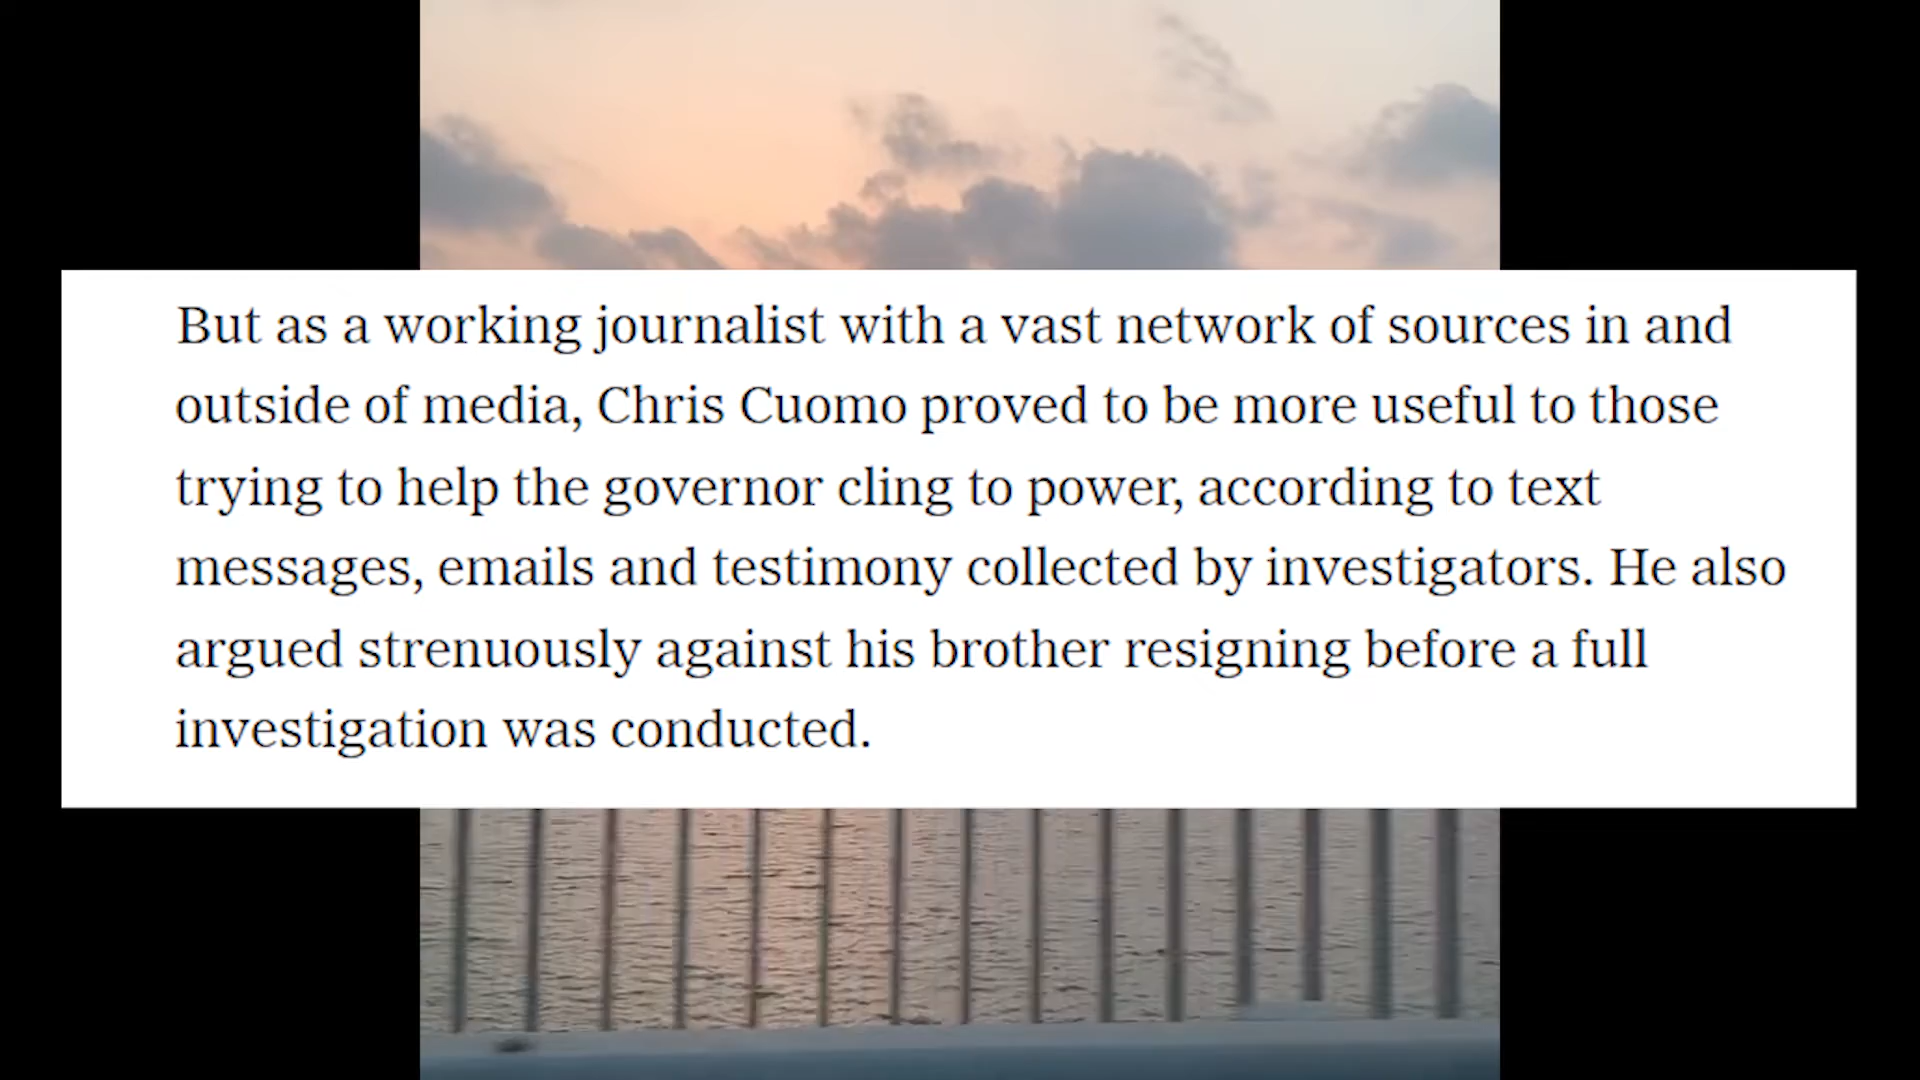 But as a working journalist with a vast network of sources in and
outside of media, Chris Cuomo proved to be more useful to those
trying to help the governor cling to power, according to text
messages, emails and testimony collected by investigators. He also
argued strenuously against his brother resigning before a full
investigation was conducted.